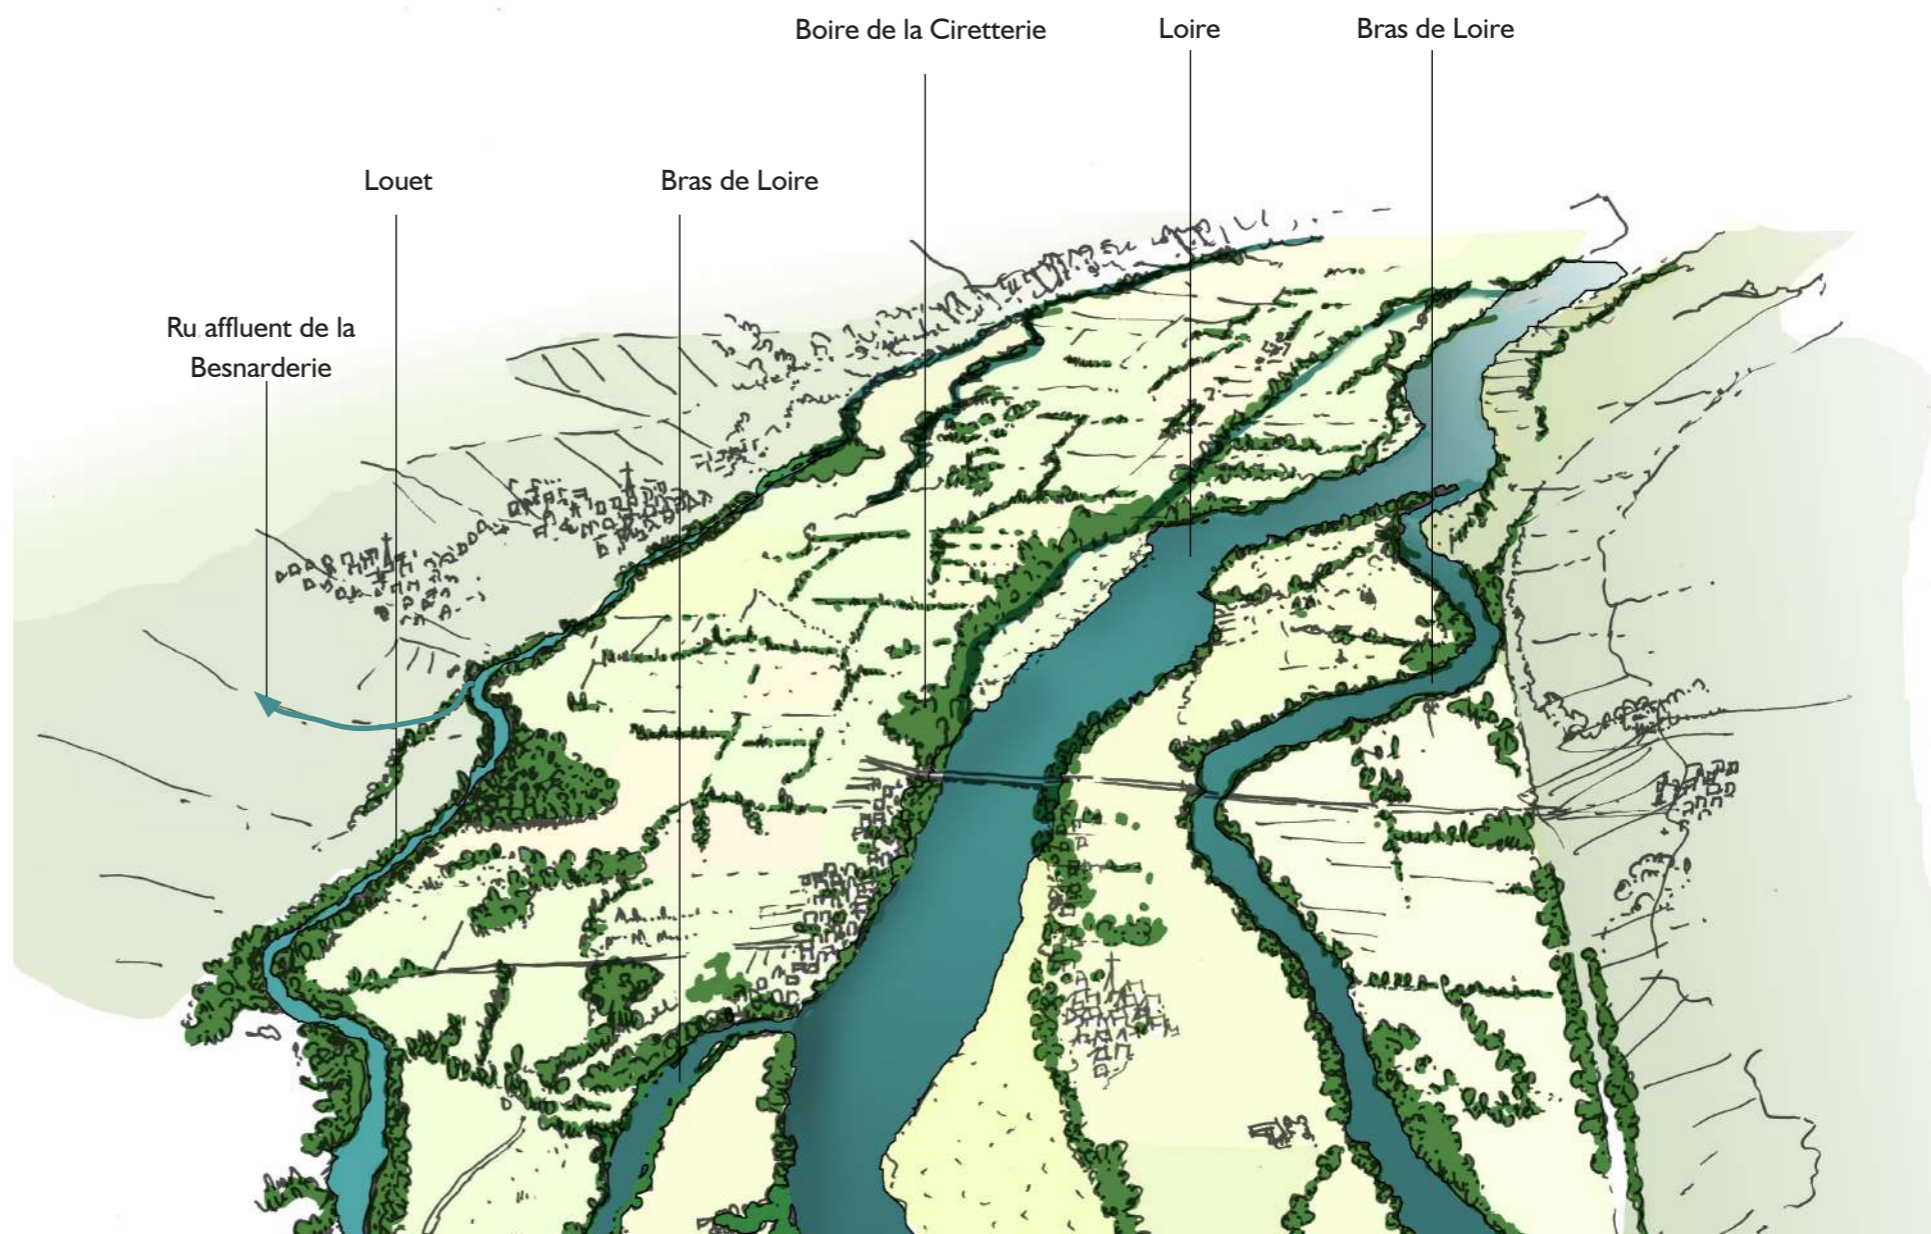 Boire de la Ciretterie
Loire
Bras de Loire
Louet
Bras de Loire
Ru affluent de la
Besnarderie